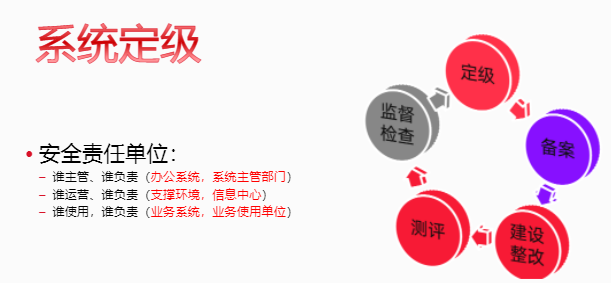 系统定级
• 安全责任单位：
– 谁主管、谁负责（办公系统，系统主管部门）
– 谁运营、谁负责（支撑环境，信息中心）
– 谁使用，谁负责（业务系统，业务使用单位）
定级
备案
建设
整改
测评
监督
检查